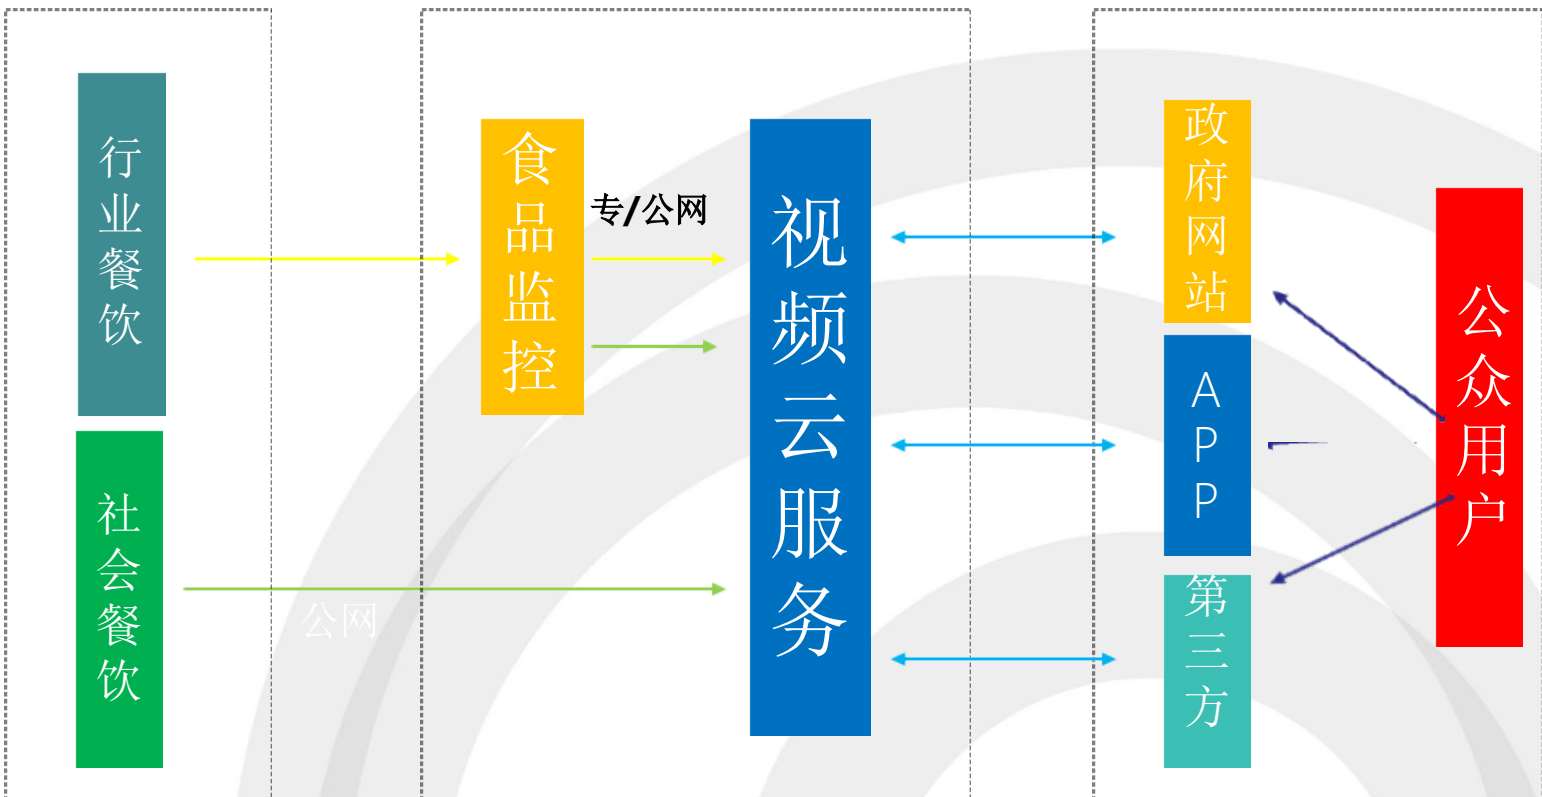 行业餐饮
社会餐饮
公网
食品监控
专/公网
视频云服务
政府网站
APP
第三方
公众用户